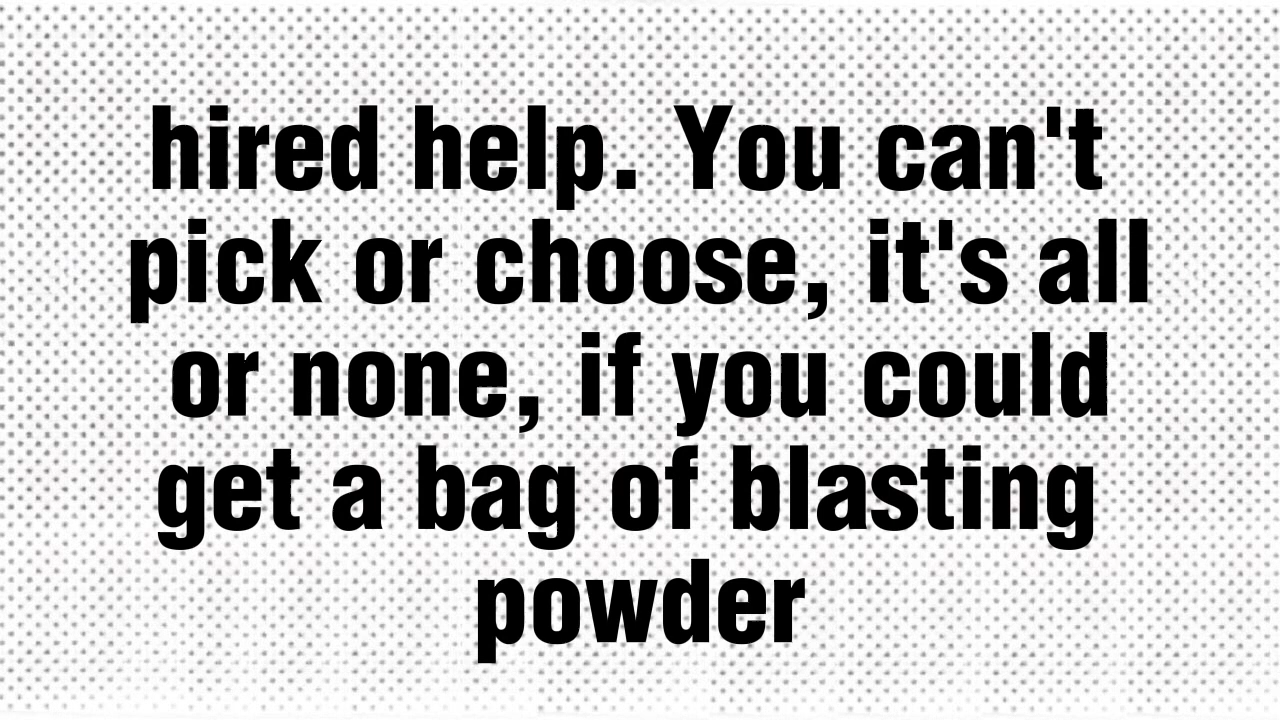 hired help. You can't
pick or choose, it's all
or none, if you could
get a bag of blasting
powder